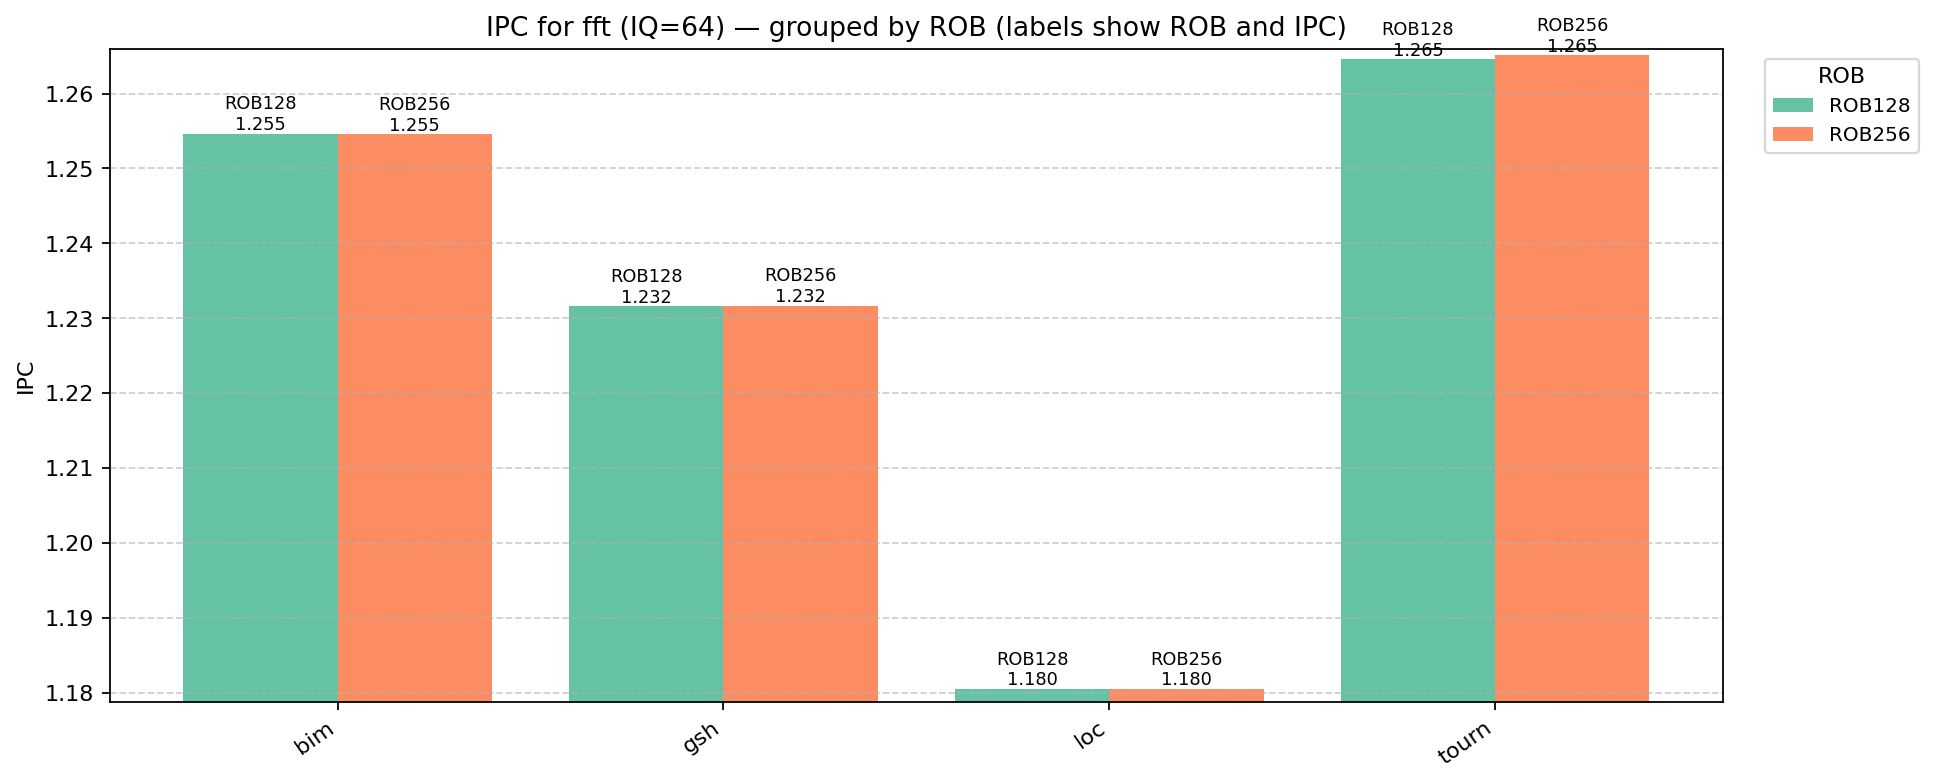 IPC for fft (IQ=64) — grouped by ROB (labels show ROB and IPC)
ROB128
1.255
ROB256
1.255
ROB128
1.232
ROB256
1.232
ROB128
1.180
ROB256
1.180
ROB128
1.265
ROB256
1.265
IPC
1.26
1.25
1.24
1.23
1.22
1.21
1.20
1.19
1.18
bim
gsh
loc
tourn
ROB
ROB128
ROB256